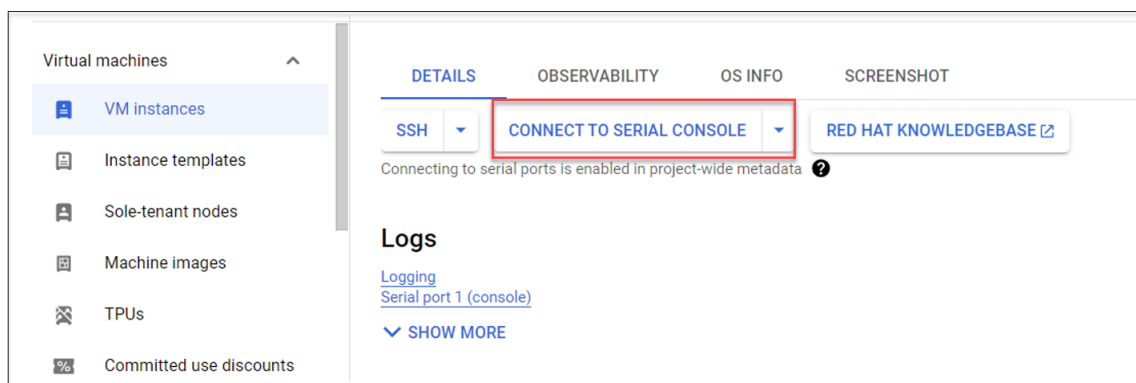 Virtual machines
VM instances
Instance templates
Sole-tenant nodes
Machine images
TPUs
Committed use discounts
DETAILS OBSERVABILITY OS INFO SCREENSHOT
SSH CONNECT TO SERIAL CONSOLE RED HAT KNOWLEDGEBASE
Connecting to serial ports is enabled in project-wide metadata ?
Logs
Logging
Serial port 1 (console)
SHOW MORE